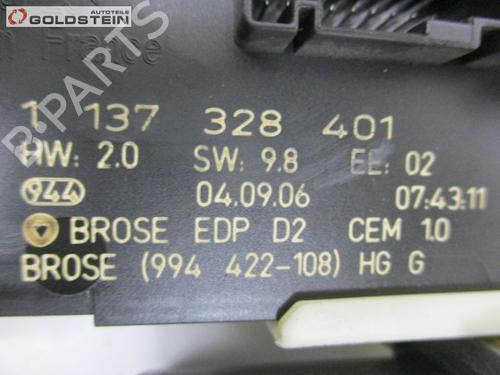 Autoteile
GOLDSTEIN
France
B-PARTS
1 137 328 401
HW: 2.0 SW: 9.8 EE: 02
944 04.09.06 07:43:11
BROSE EDP D2 CEM 1.0
BROSE (994 422-108) HG G